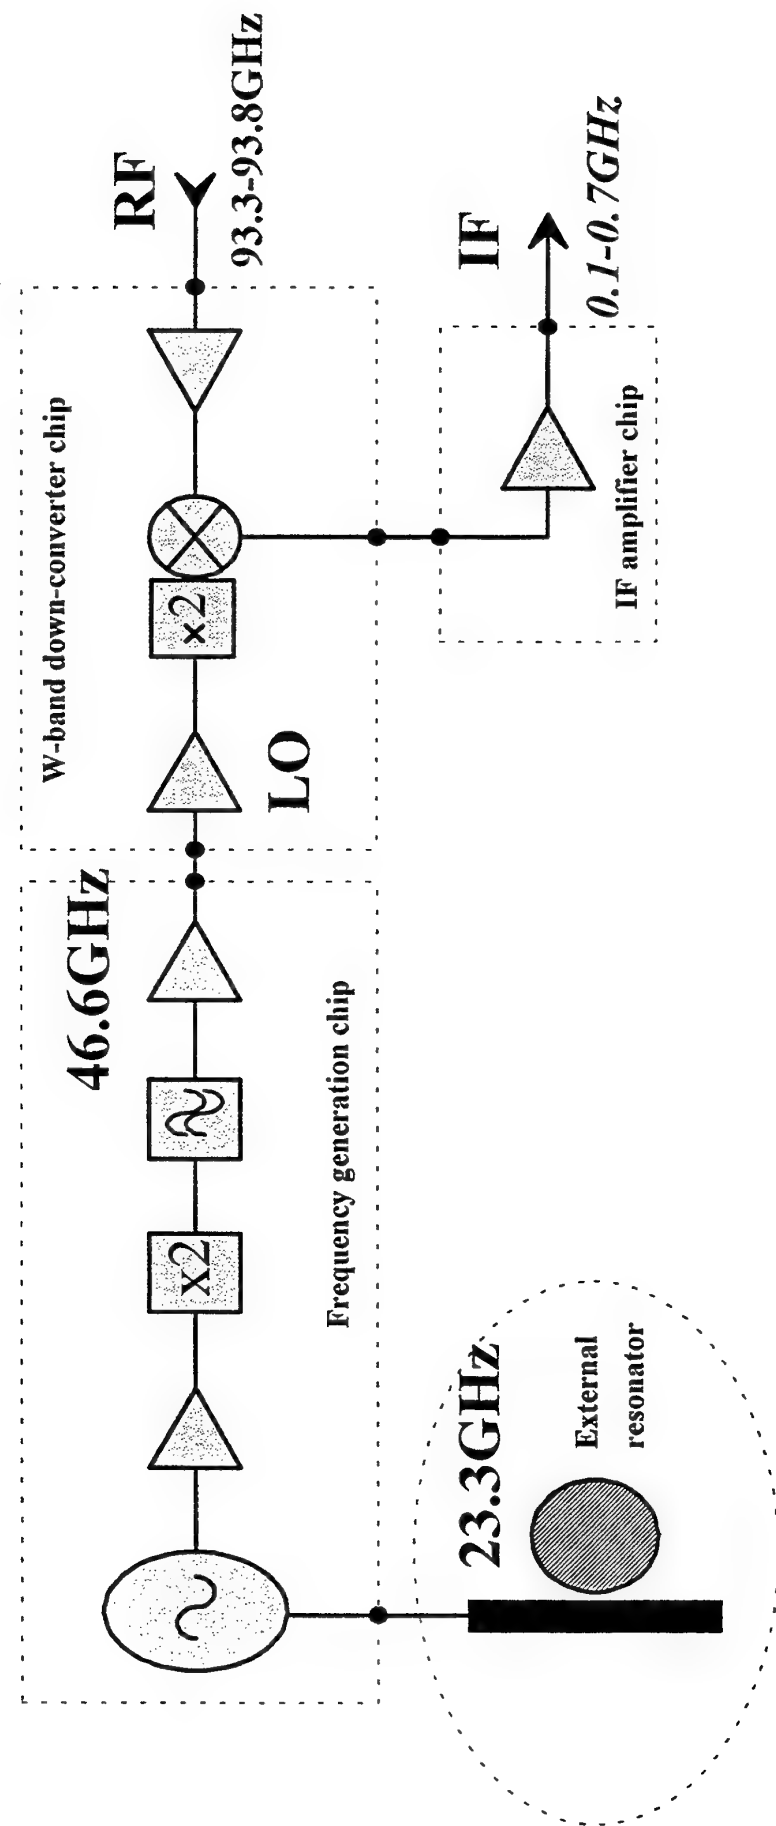 RF
93.3-93.8GHz
W-band down-converter chip
×2
LO
IF
0.1-0.7GHz
IF amplifier chip
46.6GHz
x2
Frequency generation chip
23.3GHz
External
resonator